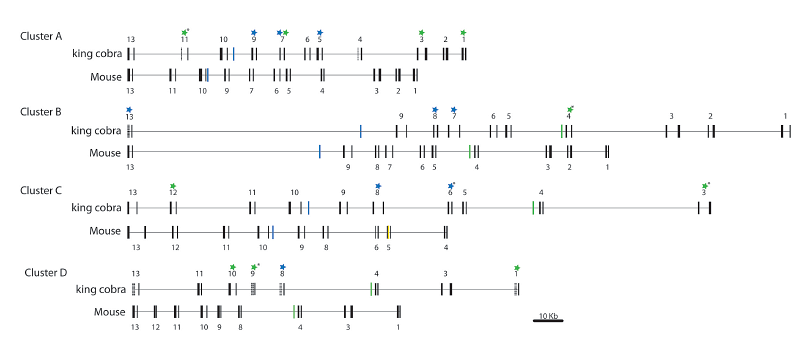 Cluster A
13 11* 10 9 7 6 5 4 3 2 1
king cobra
Mouse
13 11 10 9 7 6 5 4 3 2 1
Cluster B
13 9 8 7 6 5 4* 3 2 1
king cobra
Mouse
13 9 8 7 6 5 4 3 2 1
Cluster C
13 12 11 10 9 8 6* 5 4 3*
king cobra
Mouse
13 12 11 10 9 8 6 5 4
Cluster D
13 11 10 9* 8 4 3 1
king cobra
Mouse
13 12 11 10 9 8 4 3 1
10 Kb